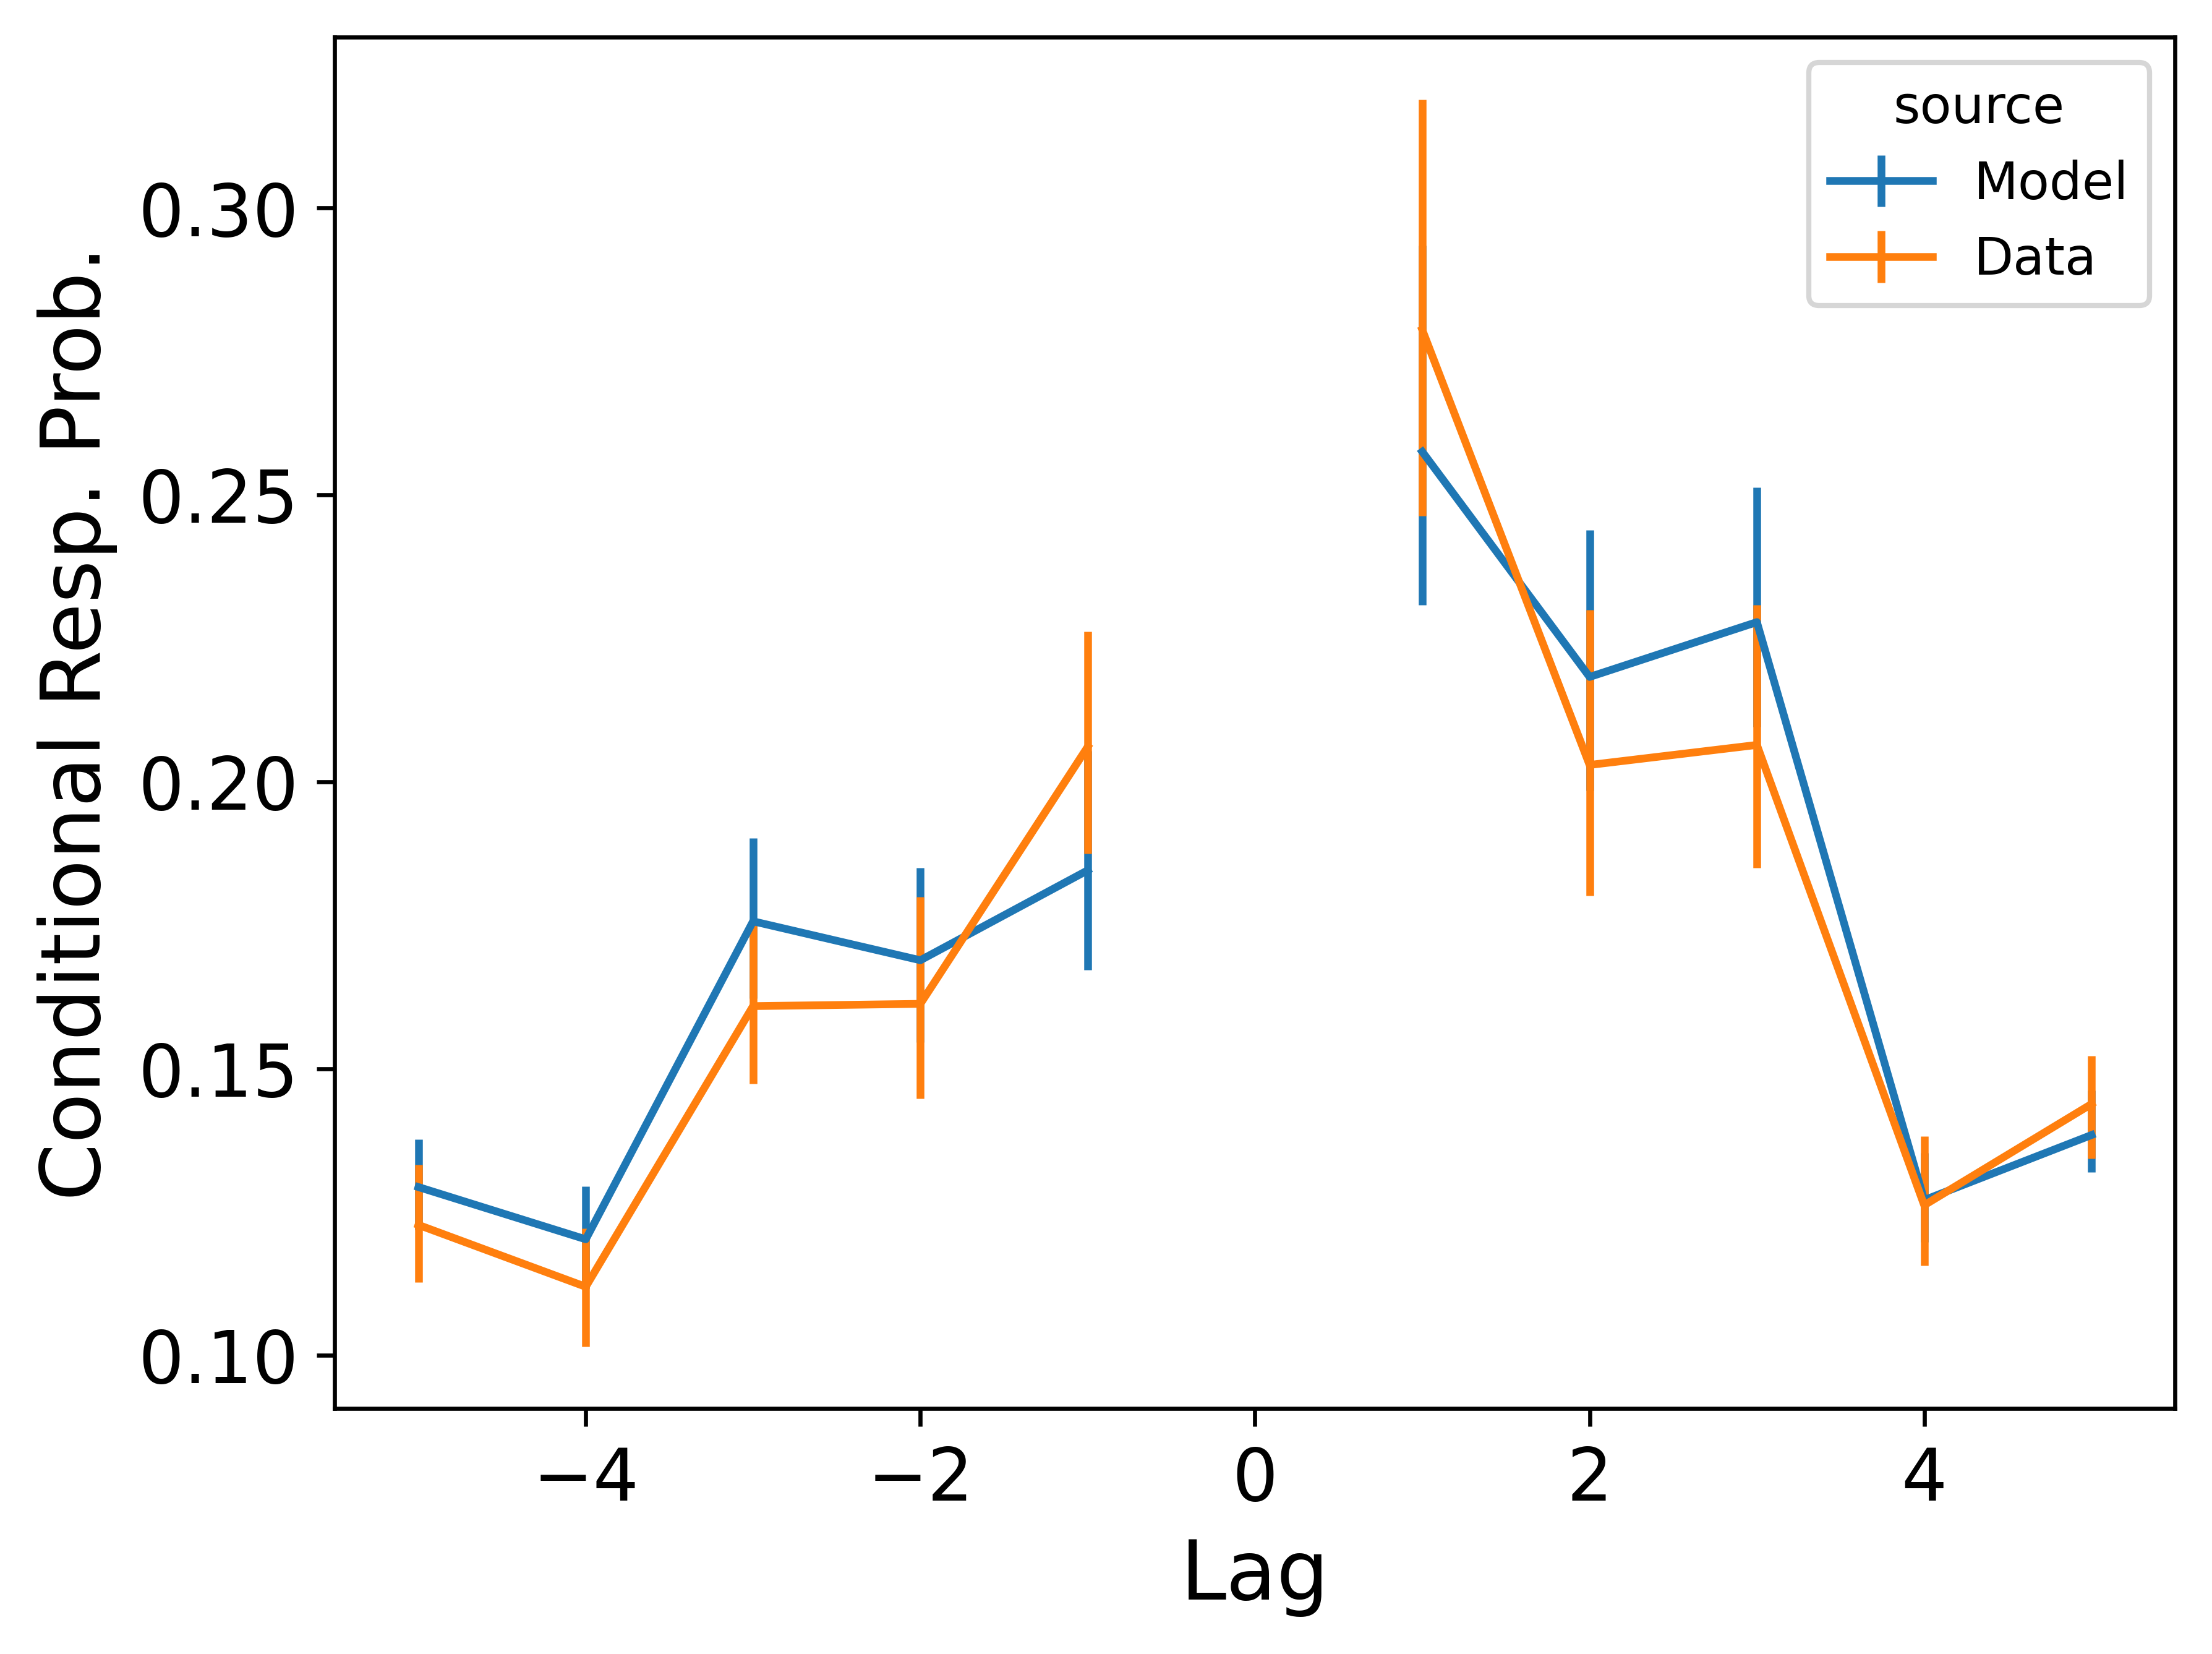 source
Model
Data
Conditional Resp. Prob.
0.30
0.25
0.20
0.15
0.10
−4 −2 0 2 4
Lag